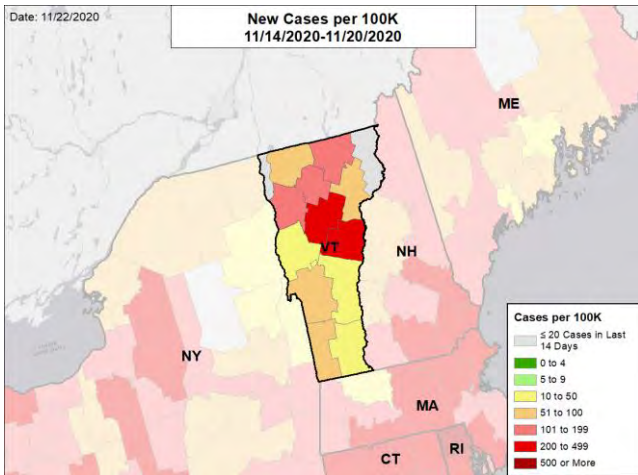 Date: 11/22/2020
New Cases per 100K
11/14/2020-11/20/2020
ME
VT
NH
NY
MA
CT
RI
Cases per 100K
≤ 20 Cases in Last
14 Days
0 to 4
5 to 9
10 to 50
51 to 100
101 to 199
200 to 499
500 or More